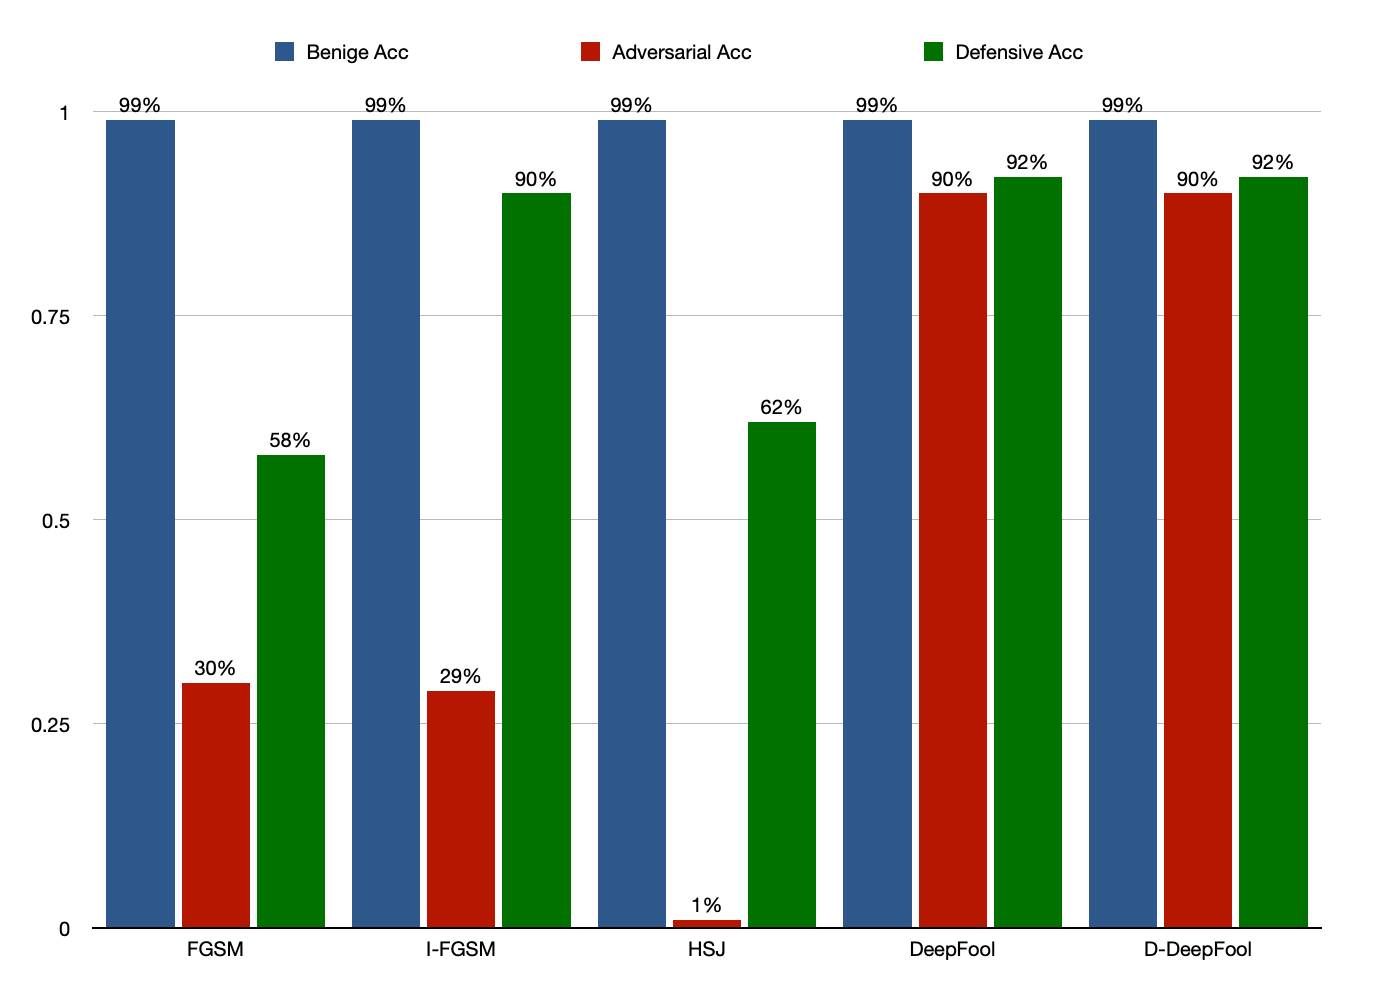 Benige Acc Adversarial Acc Defensive Acc
99% 99% 99% 99% 99%
1
92% 92%
90% 90% 90%
0.75
62%
58%
0.5
30% 29%
0.25
1%
0
FGSM I-FGSM HSJ DeepFool D-DeepFool